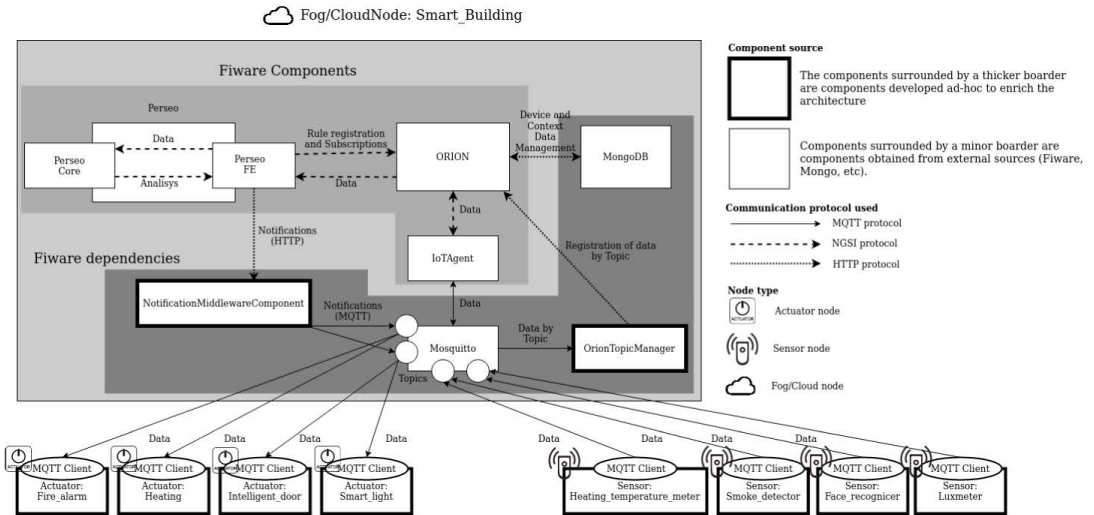 Fog/CloudNode: Smart_Building
Fiware Components
Perseo
Data
Perseo
Core
Analisys
Perseo
FE
Rule registration
and Subscriptions
Data
ORION
Device and
Context
Data
Management
MongoDB
Data
Notifications
(HTTP)
IoTAgent
Registration of data
by Topic
Fiware dependencies
NotificationMiddlewareComponent
Notifications
(MQTT)
Data
Mosquitto
Data by
Topic
OrionTopicManager
Topics
Data
Data
Data
Data
Data
Data
Data
Data
ACTUATOR
MQTT Client
Actuator:
Fire_alarm
ACTUATOR
MQTT Client
Actuator:
Heating
ACTUATOR
MQTT Client
Actuator:
Intelligent_door
ACTUATOR
MQTT Client
Actuator:
Smart_light
MQTT Client
Sensor:
Heating_temperature_meter
MQTT Client
Sensor:
Smoke_detector
MQTT Client
Sensor:
Face_recognicer
MQTT Client
Sensor:
Luxmeter
Component source
The components surrounded by a thicker boarder
are components developed ad-hoc to enrich the
architecture
Components surrounded by a minor boarder are
components obtained from external sources (Fiware,
Mongo, etc).
Communication protocol used
MQTT protocol
NGSI protocol
HTTP protocol
Node type
ACTUATOR
Actuator node
Sensor node
Fog/Cloud node